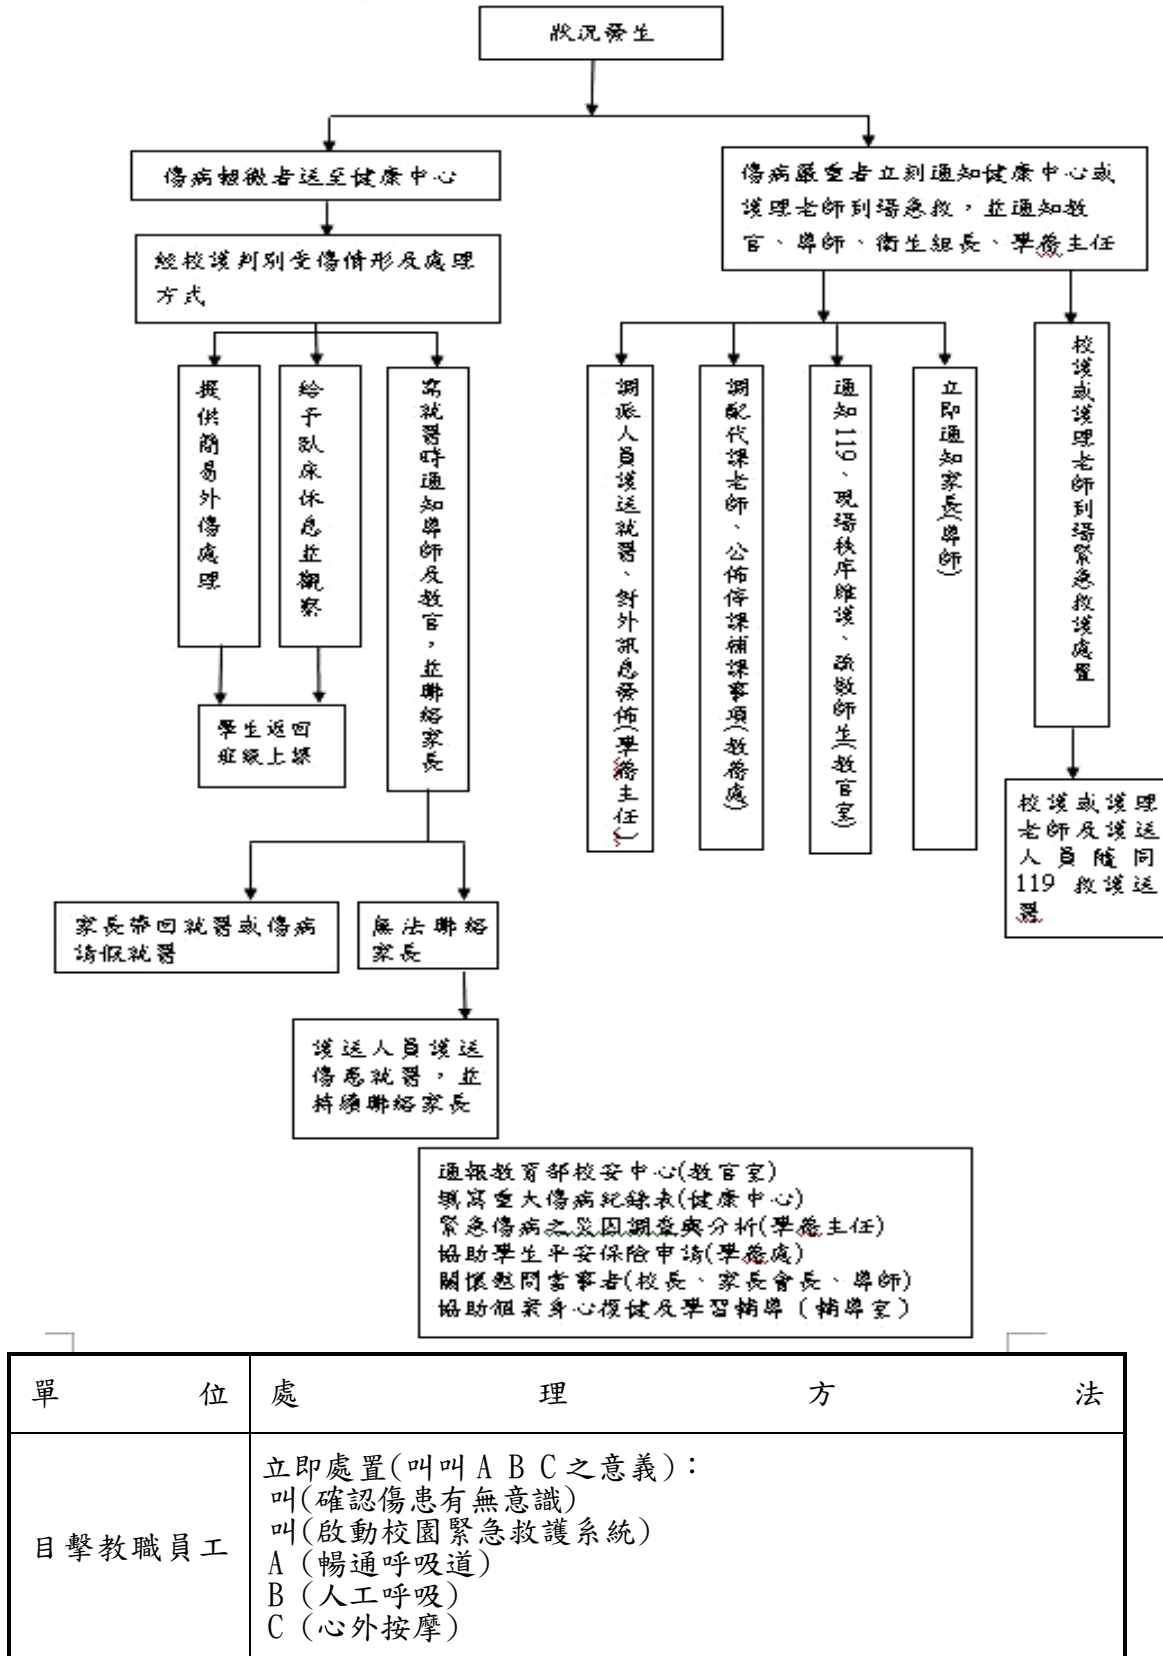 狀況發生
傷病輕微者送至健康中心
傷病嚴重者立刻通知健康中心或
護理老師到場急救，並通知教
官、導師、衛生組長、學務主任
經校護判別受傷情形及處理
方式
提供簡易外傷處理
給予臥床休息並觀察
需就醫時通知導師及教官，並聯絡家長
調派人員護送就醫、對外訊息發佈(學務主任)
調配代課老師、公佈停課補課事項(教務處)
通知119、現場秩序維護、疏散師生(教官室)
立即通知家長(導師)
校護或護理老師到場緊急救護處置
學生返回
班級上課
校護或護理
老師及護送
人員隨同
119 救護送
醫
家長帶回就醫或傷病
請假就醫
無法聯絡
家長
護送人員護送
傷患就醫，並
持續聯絡家長
通報教育部校安中心(教官室)
填寫重大傷病紀錄表(健康中心)
緊急傷病之災因調查與分析(學務主任)
協助學生平安保險申請(學務處)
關懷慰問當事者(校長、家長會長、導師)
協助個案身心復健及學習輔導（輔導室）
單位 處理方法
目擊教職員工
立即處置(叫叫ＡＢＣ之意義)：
叫(確認傷患有無意識)
叫(啟動校園緊急救護系統)
A (暢通呼吸道)
B (人工呼吸)
C (心外按摩)